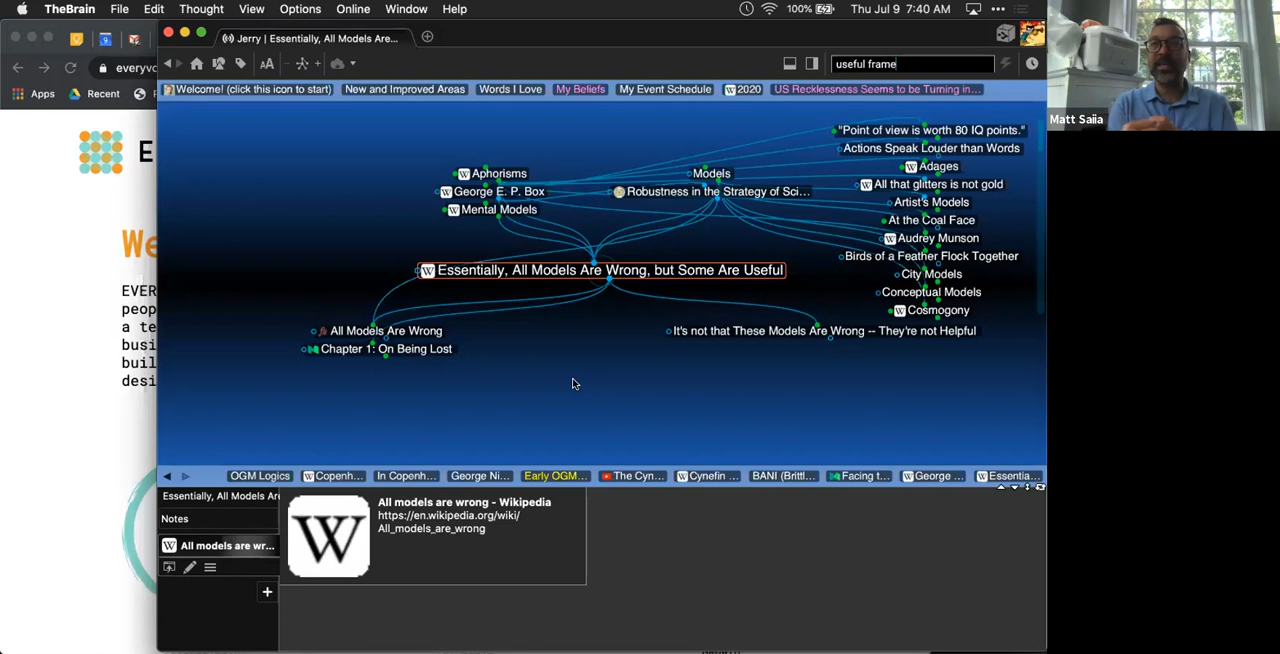 TheBrain File Edit Thought View Options Online Window Help
100% Thu Jul 9 7:40 AM
Jerry | Essentially, All Models Are...
everyvo
AA
useful frame
Apps Recent
Welcome! (click this icon to start) New and Improved Areas Words I Love My Beliefs My Event Schedule 2020 US Recklessness Seems to be Turning in...
Matt Saiia
E
"Point of view is worth 80 IQ points."
Actions Speak Louder than Words
Adages
All that glitters is not gold
Artist's Models
At the Coal Face
Audrey Munson
Birds of a Feather Flock Together
City Models
Conceptual Models
Cosmogony
Aphorisms
George E. P. Box
Mental Models
Models
Robustness in the Strategy of Sci...
We
Essentially, All Models Are Wrong, but Some Are Useful
EVER
peop
a te
busi
buil
desi
All Models Are Wrong
Chapter 1: On Being Lost
It's not that These Models Are Wrong -- They're not Helpful
OGM Logics Copenh... In Copenh... George Ni... Early OGM... The Cyn... Cynefin ... BANI (Brittl... Facing t... George ... Essentia...
Essentially, All Models Are
Notes
All models are wr...
All models are wrong - Wikipedia
https://en.wikipedia.org/wiki/
All_models_are_wrong